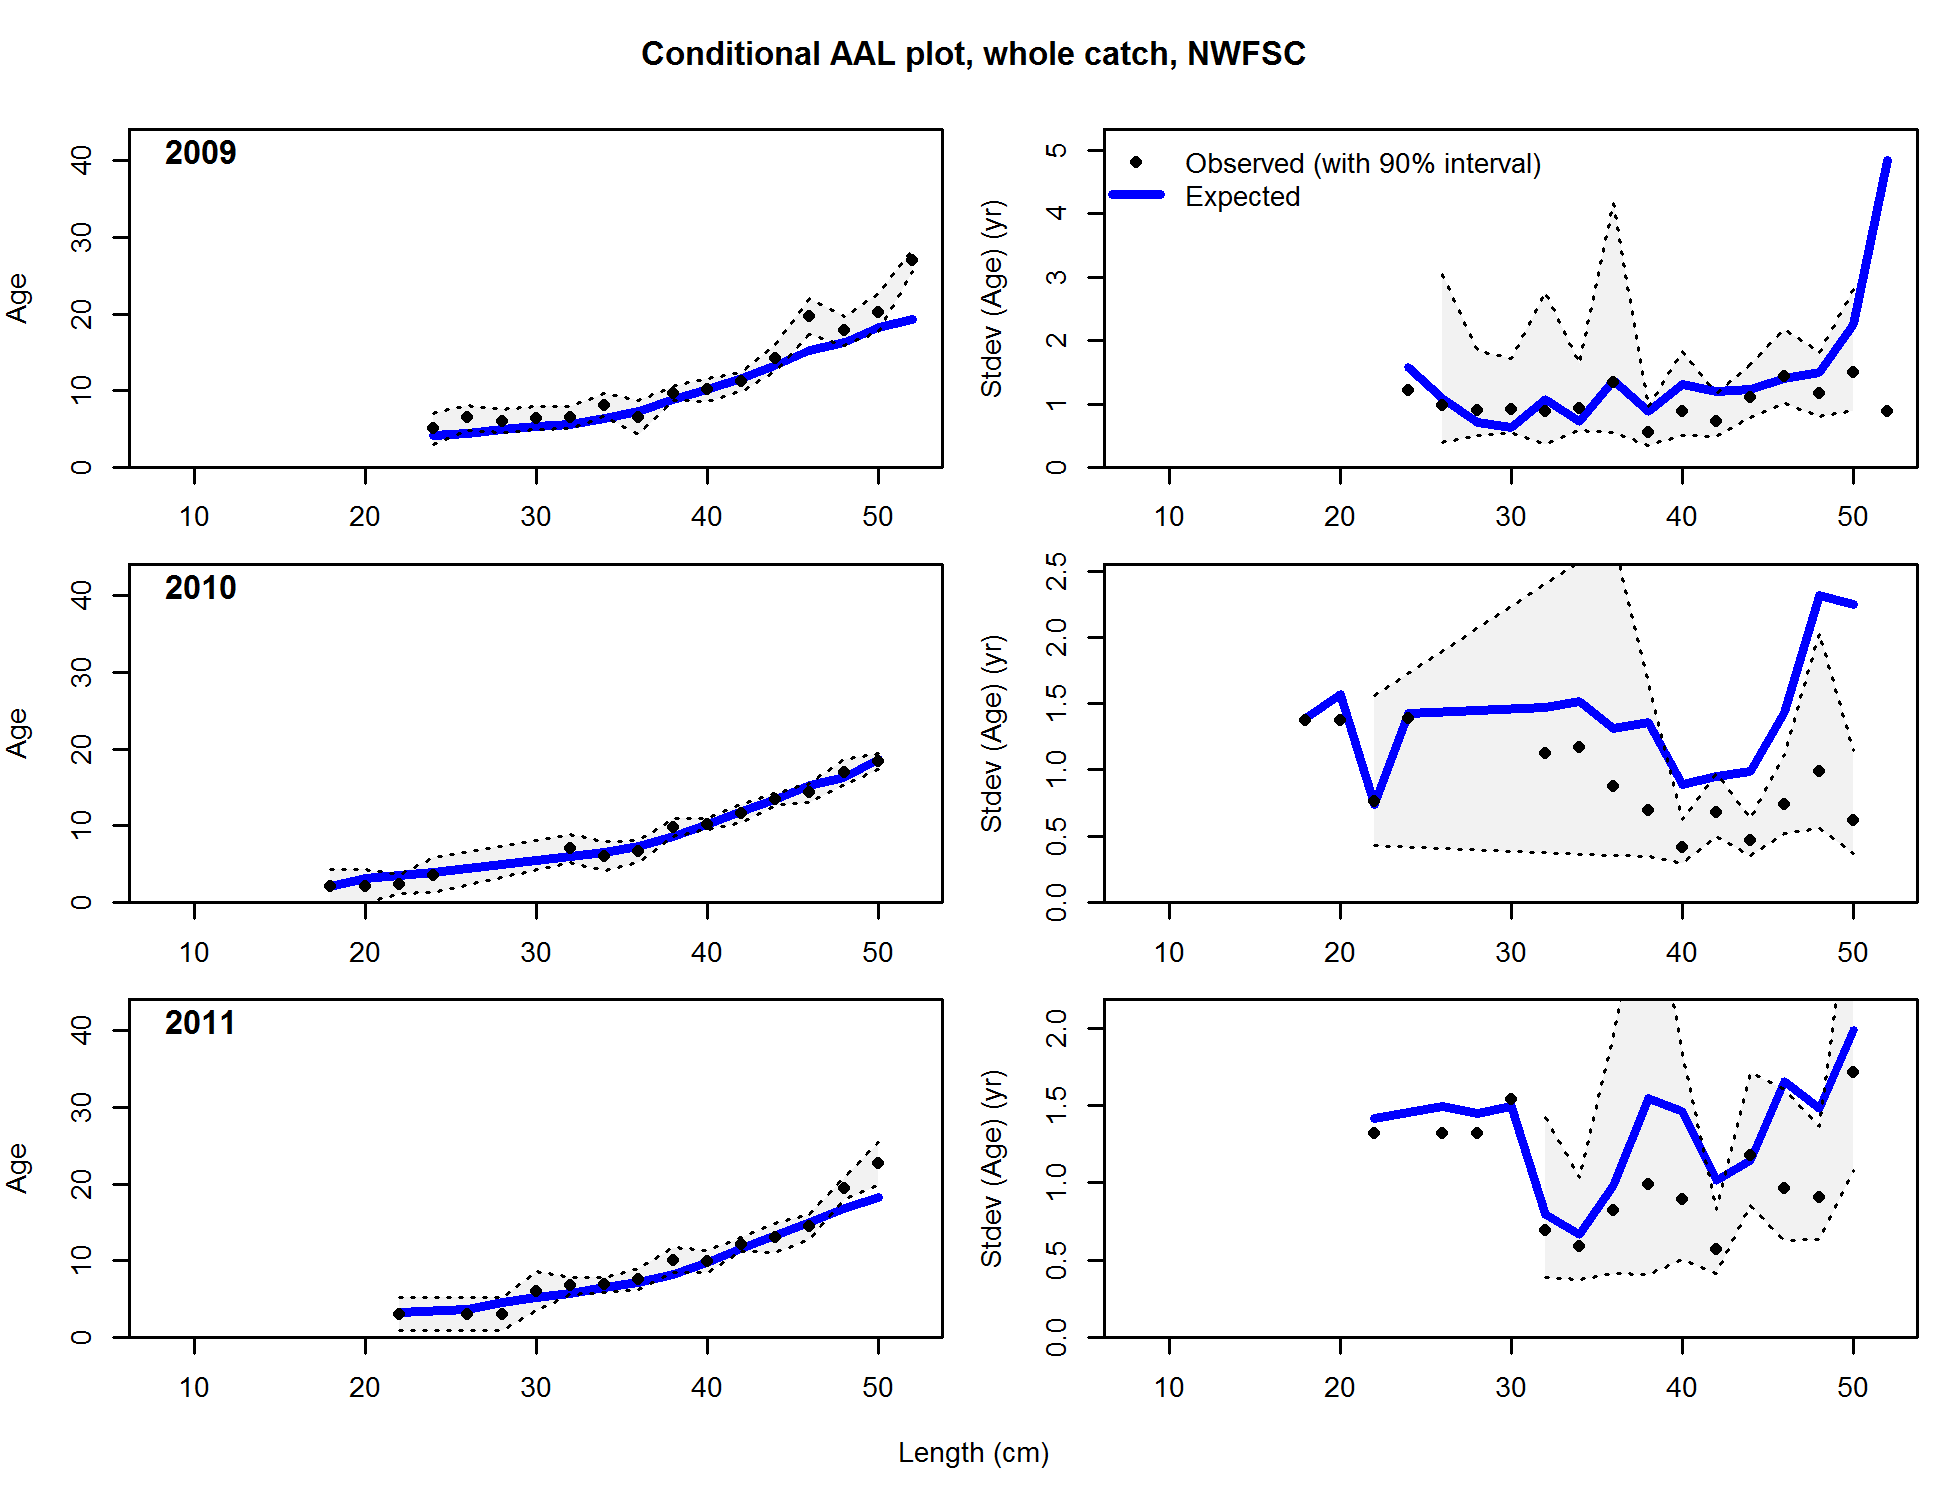 Conditional AAL plot, whole catch, NWFSC
2009
Age
0 10 20 30 40
10 20 30 40 50
Observed (with 90% interval)
Expected
Stdev (Age) (yr)
0 1 2 3 4 5
10 20 30 40 50
2010
Age
0 10 20 30 40
10 20 30 40 50
Stdev (Age) (yr)
0.0 0.5 1.0 1.5 2.0 2.5
10 20 30 40 50
2011
Age
0 10 20 30 40
10 20 30 40 50
Stdev (Age) (yr)
0.0 0.5 1.0 1.5 2.0
10 20 30 40 50
Length (cm)